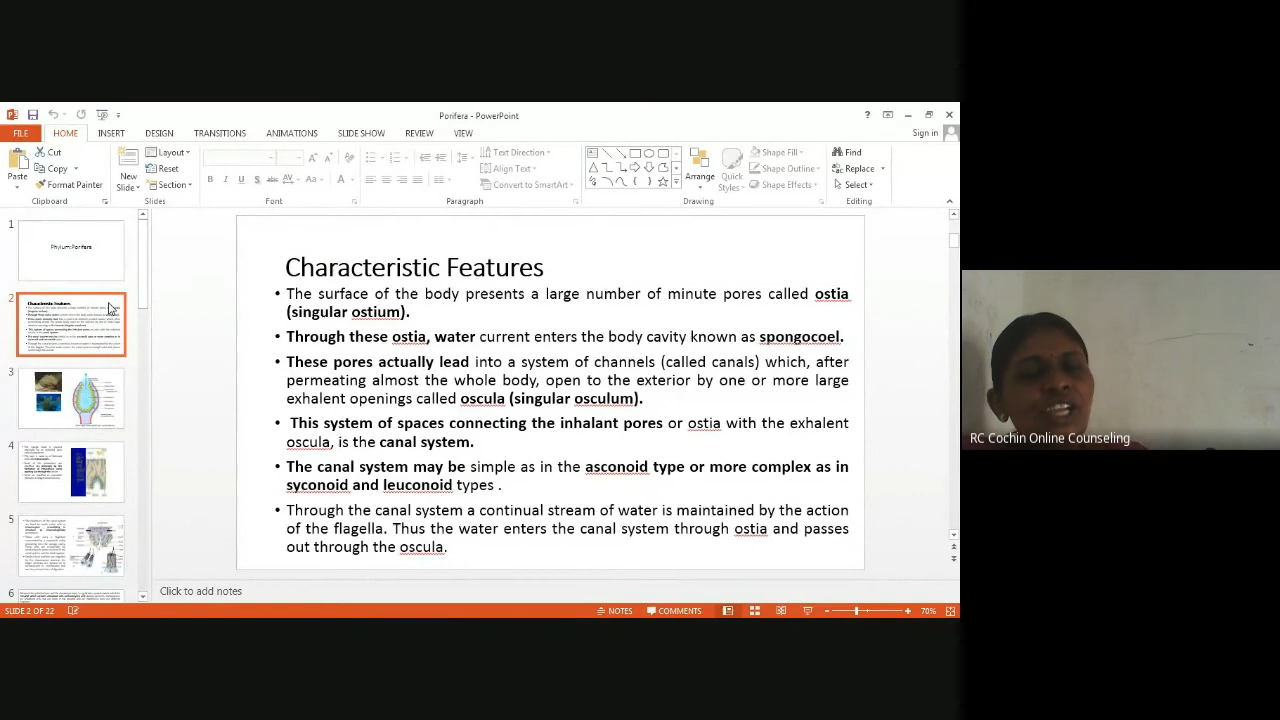 Porifera - PowerPoint
Sign in
FILE HOME INSERT DESIGN TRANSITIONS ANIMATIONS SLIDE SHOW REVIEW VIEW
Paste
Cut
Copy
Format Painter
Clipboard
New Slide
Layout
Reset
Section
Slides
Font
Text Direction
Align Text
Convert to SmartArt
Paragraph
Arrange
Quick Styles
Shape Fill
Shape Outline
Shape Effects
Drawing
Find
Replace
Select
Editing
1
Phylum:Porifera
2
Characteristic Features
3
4
5
6
Characteristic Features
• The surface of the body presents a large number of minute pores called ostia
(singular ostium).
• Through these ostia, water current enters the body cavity known as spongocoel.
• These pores actually lead into a system of channels (called canals) which, after
permeating almost the whole body, open to the exterior by one or more large
exhalent openings called oscula (singular osculum).
• This system of spaces connecting the inhalant pores or ostia with the exhalent
oscula, is the canal system.
• The canal system may be simple as in the asconoid type or more complex as in
syconoid and leuconoid types .
• Through the canal system a continual stream of water is maintained by the action
of the flagella. Thus the water enters the canal system through ostia and passes
out through the oscula.
Click to add notes
SLIDE 2 OF 22
NOTES COMMENTS 70%
RC Cochin Online Counseling